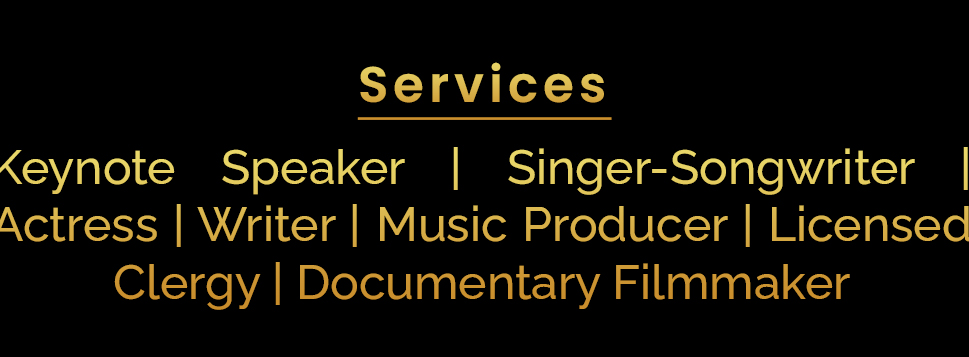 Services
Keynote Speaker | Singer-Songwriter |
Actress | Writer | Music Producer | Licensed
Clergy | Documentary Filmmaker